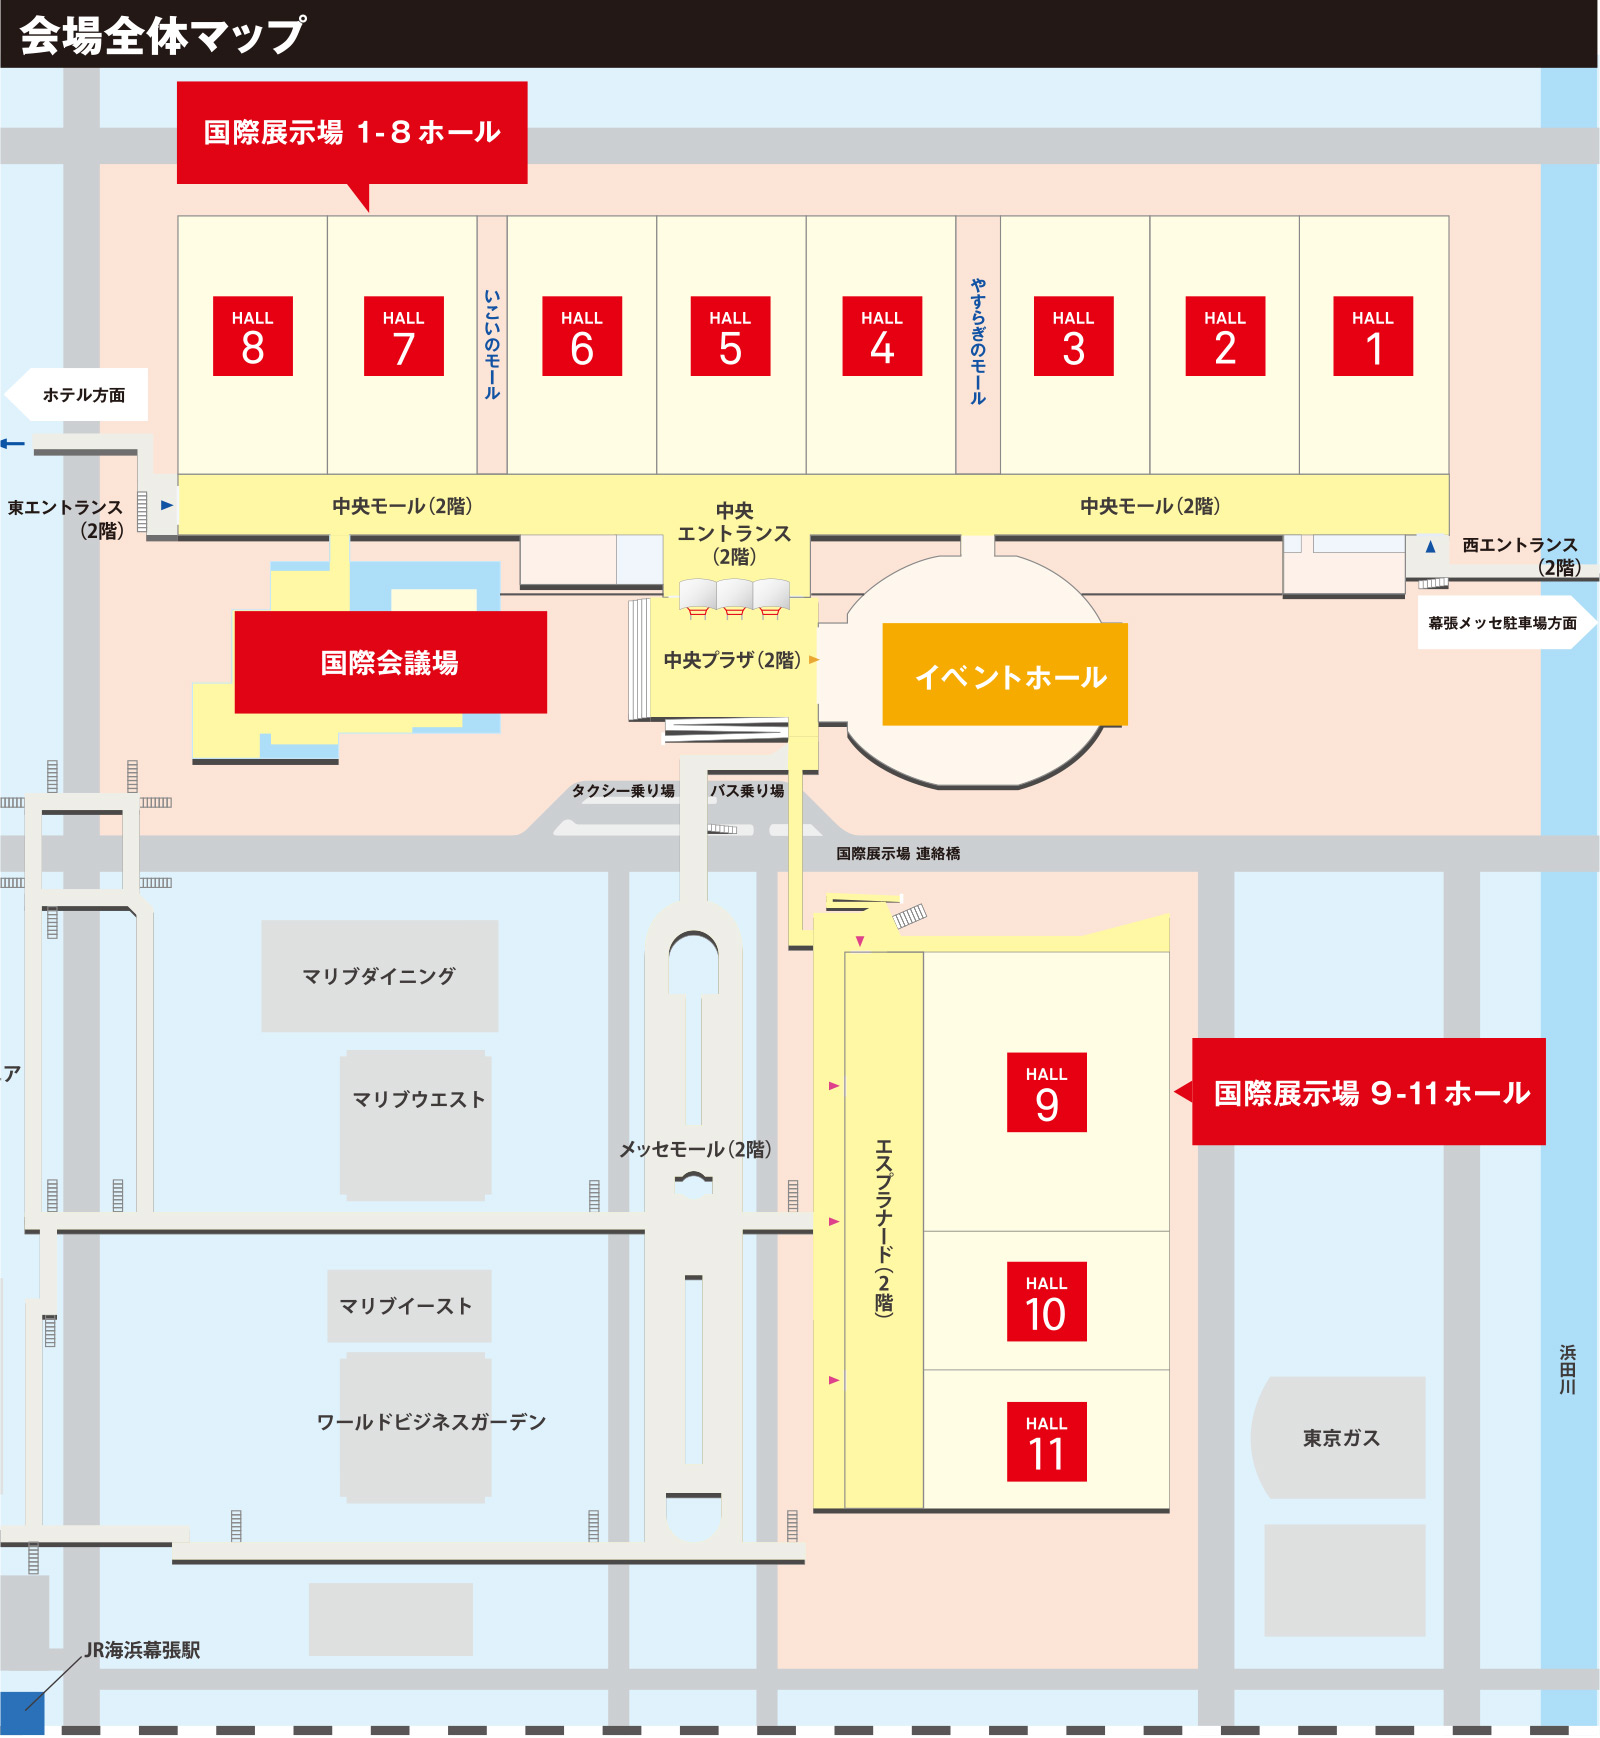 会場全体マップ
国際展示場 1-8 ホール
HALL
8
HALL
7
いこいのモール
HALL
6
HALL
5
HALL
4
やすらぎのモール
HALL
3
HALL
2
HALL
1
ホテル方面
東エントランス
(2階)
中央モール(2階)
中央
エントランス
(2階)
中央モール(2階)
西エントランス
(2階)
幕張メッセ駐車場方面
国際会議場
中央プラザ(2階)
イベントホール
タクシー乗り場
バス乗り場
国際展示場 連絡橋
マリブダイニング
ア
マリブウエスト
メッセモール(2階)
エスプラナード(2階)
HALL
9
国際展示場 9-11ホール
HALL
10
マリブイースト
HALL
11
ワールドビジネスガーデン
東京ガス
浜田川
JR海浜幕張駅